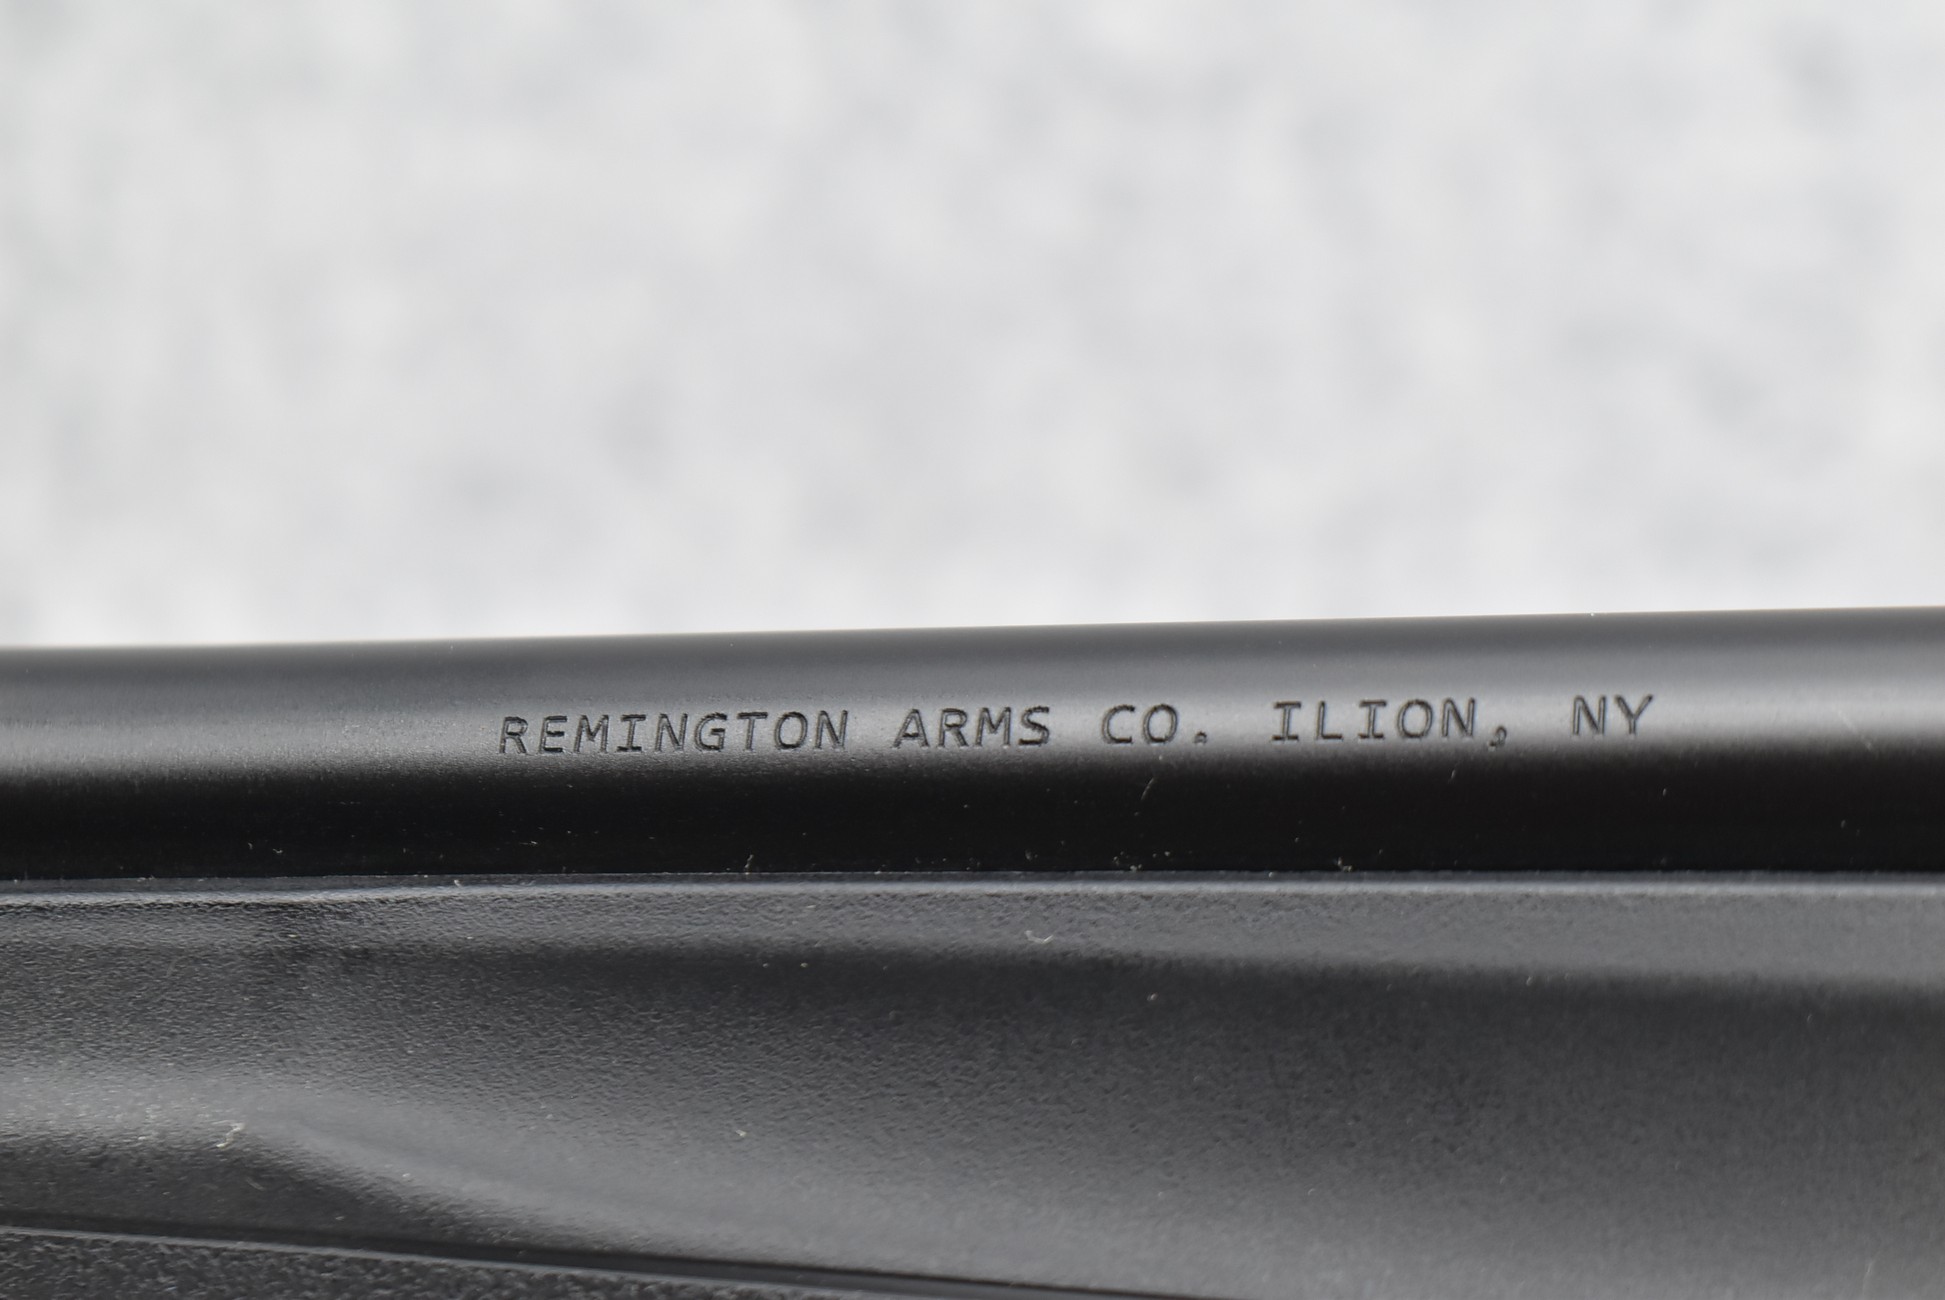 REMINGTON ARMS CO. ILION, NY